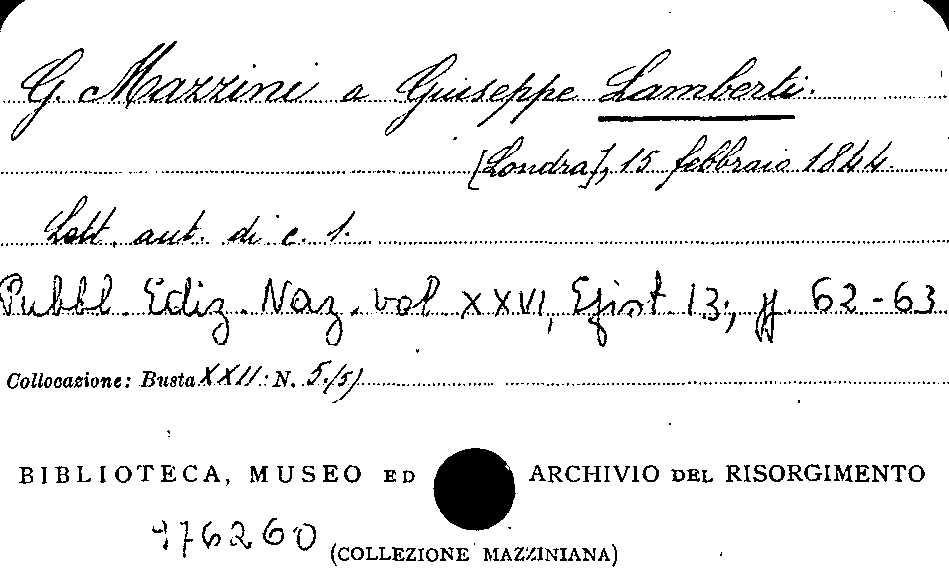 G. Mazzini a Giuseppe Lamberti.
[Londra], 15 febbraio 1844.
Lett. aut. di c. 1.
Pubbl. Ediz. Naz. vol XXVI, Epist. 13; pp. 62-63
Collocazione: Busta XXII N. 5/(5)
BIBLIOTECA, MUSEO ED ARCHIVIO DEL RISORGIMENTO
76260
(COLLEZIONE MAZZINIANA)